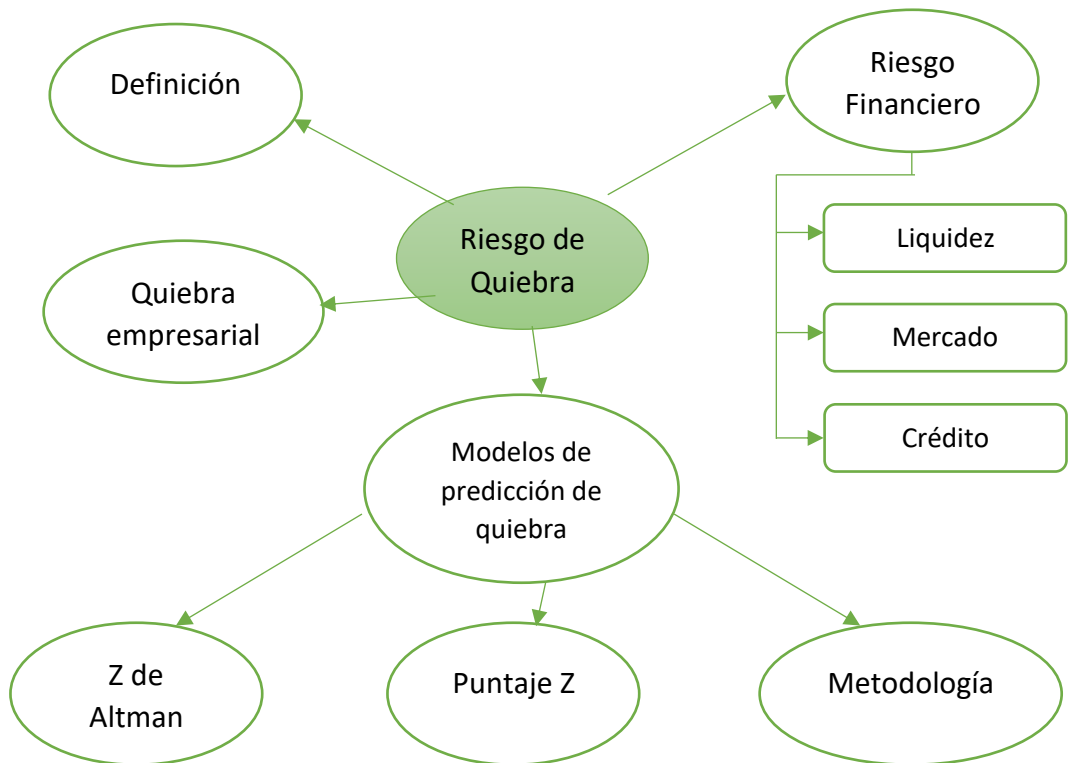 Definición
Riesgo
Financiero
Riesgo de
Quiebra
Liquidez
Quiebra
empresarial
Mercado
Crédito
Modelos de
predicción de
quiebra
Z de
Altman
Puntaje Z
Metodología